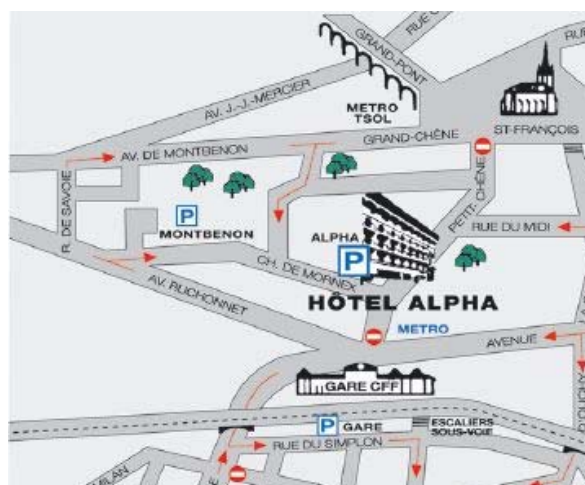 RUE C
GRAND-PONT
RUE
AV. J.-J.-MERCIER
METRO
TSOL
GRAND-CHÊNE
ST-FRANÇOIS
AV. DE MONTBENON
R. DE SAVOIE
PETIT-CHÊNE
P
MONTBENON
ALPHA
P
RUE DU MIDI
CH. DE MORNEX
AV. RUCHONNET
HÔTEL ALPHA
METRO
AVENUE
GARE CFF
P GARE
ESCALIERS
SOUS-VOIE
RUE DU SIMPLON
MILAN